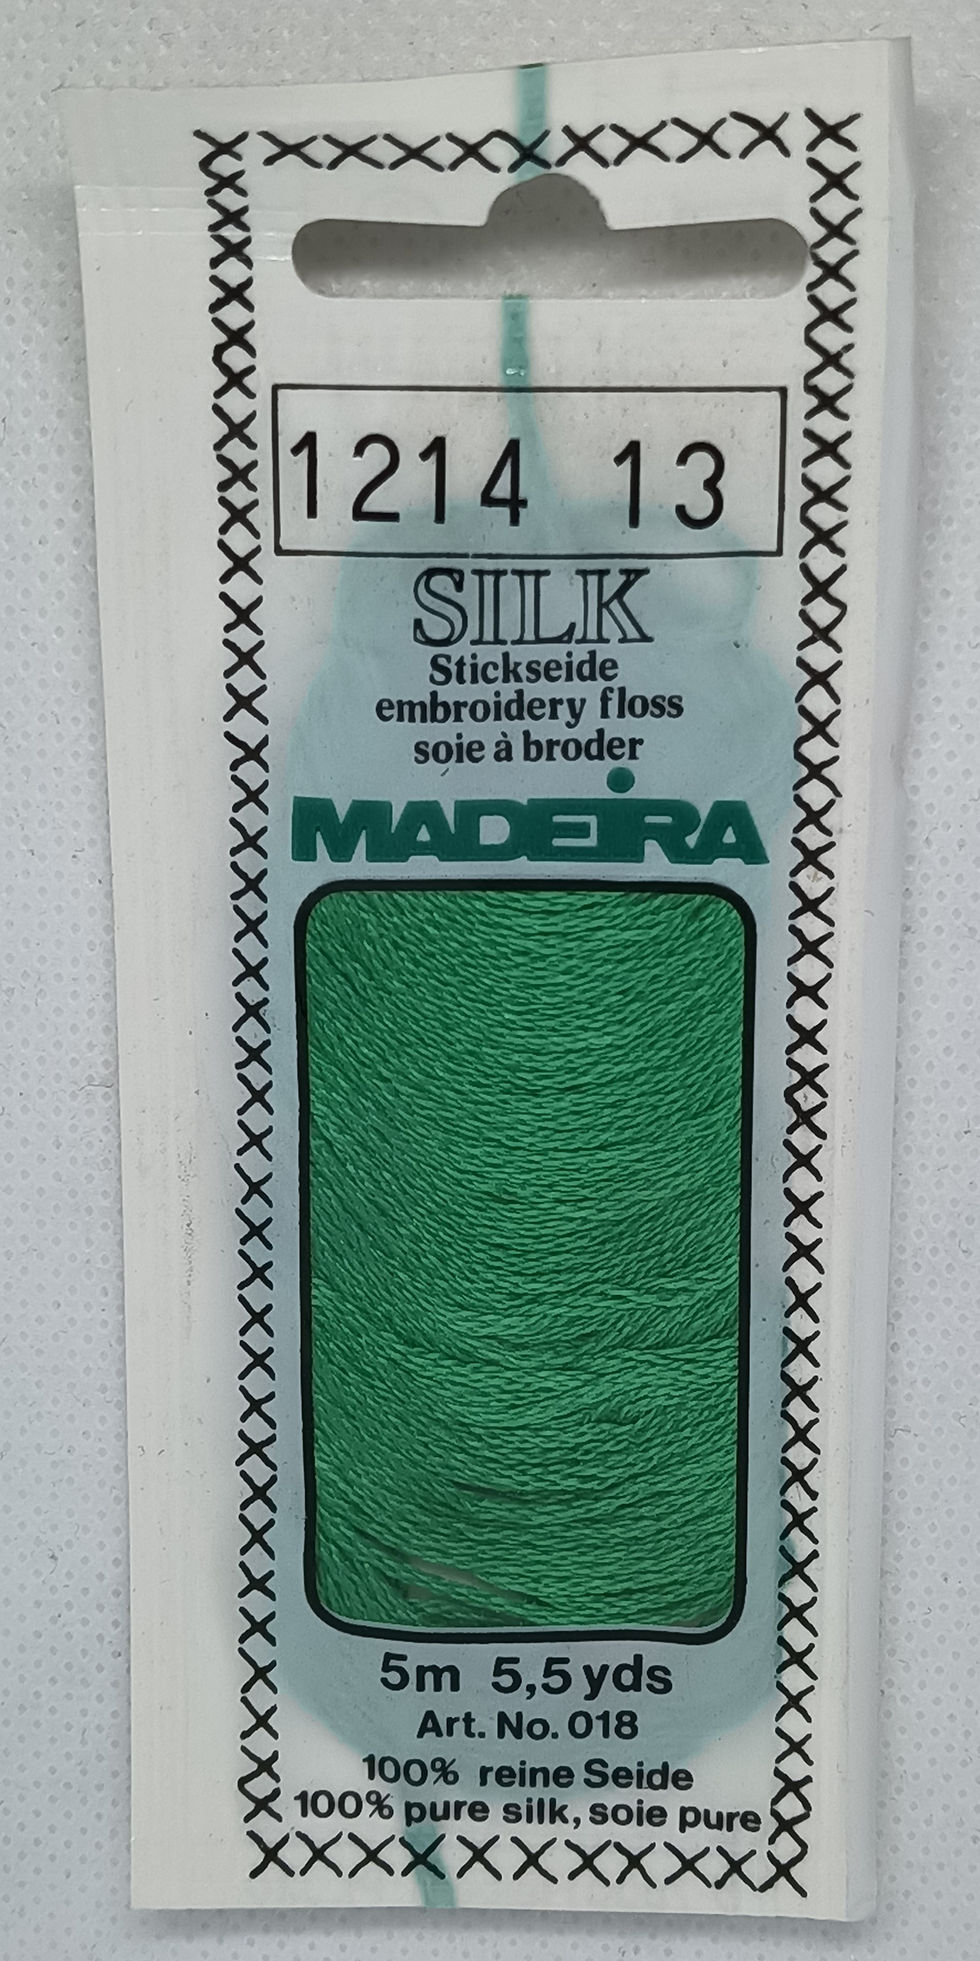 1214 13
SILK
Stickseide
embroidery floss
soie à broder
MADEIRA
5m 5,5 yds
Art. No. 018
100% reine Seide
100% pure silk, soie pure